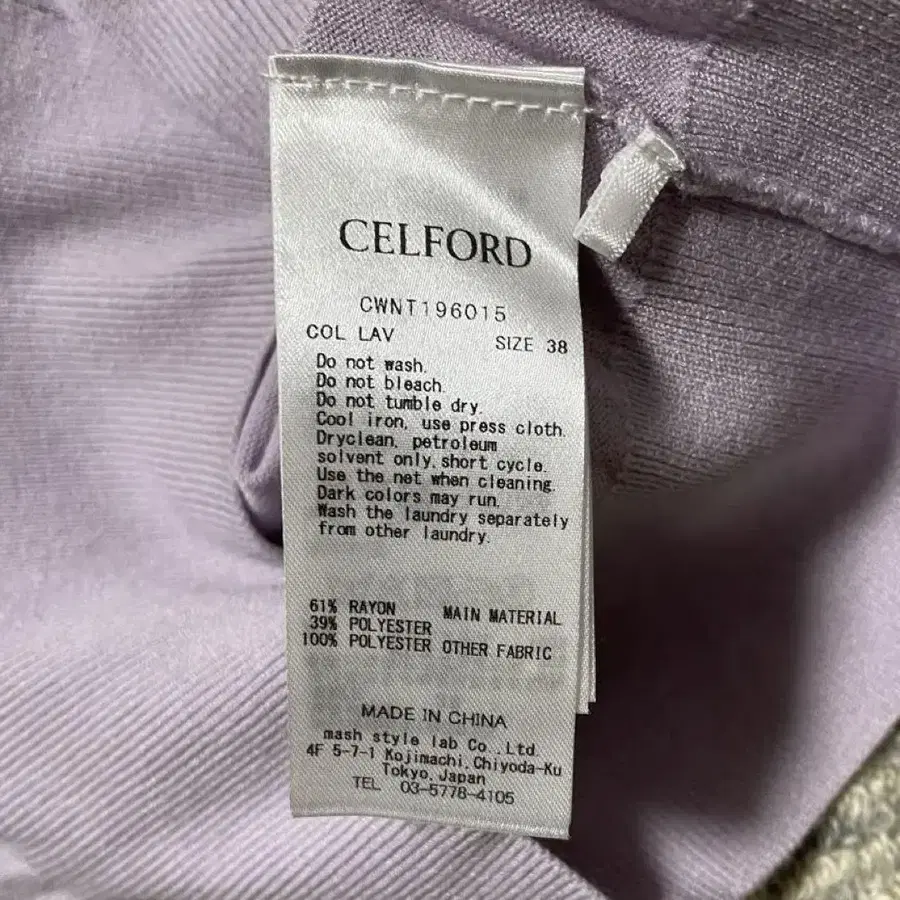 CELFORD
CWNT196015
COL LAV SIZE 38
Do not wash.
Do not bleach.
Do not tumble dry.
Cool iron, use press cloth.
Dryclean, petroleum
solvent only, short cycle.
Use the net when cleaning.
Dark colors may run.
Wash the laundry separately
from other laundry.
61% RAYON MAIN MATERIAL
39% POLYESTER
100% POLYESTER OTHER FABRIC
MADE IN CHINA
mash style lab Co.,Ltd
4F 5-7-1 Kojimachi,Chiyoda-Ku
Tokyo,Japan
TEL 03-5778-4105